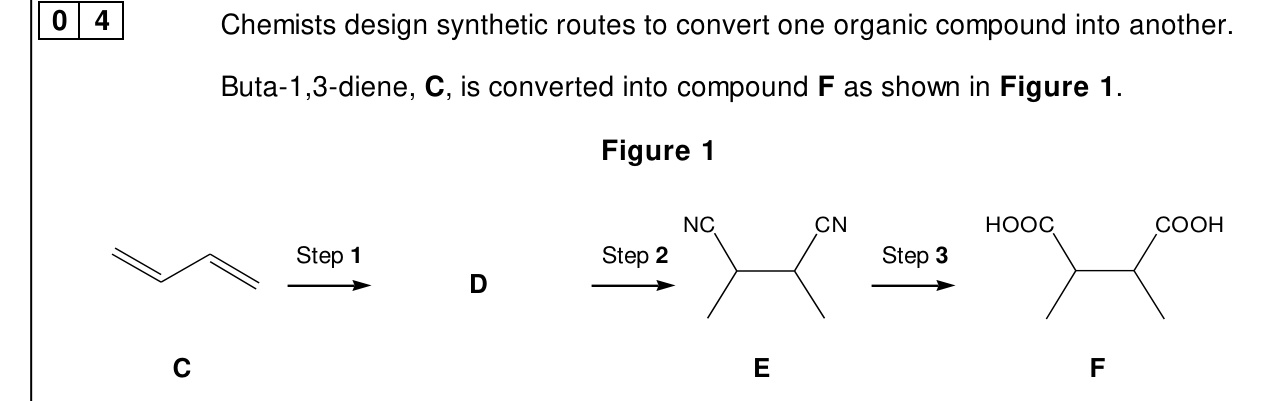 0 4 Chemists design synthetic routes to convert one organic compound into another.
Buta-1,3-diene, C, is converted into compound F as shown in Figure 1.
Figure 1
Step 1
D
Step 2
NC CN
Step 3
HOOC COOH
C
E
F